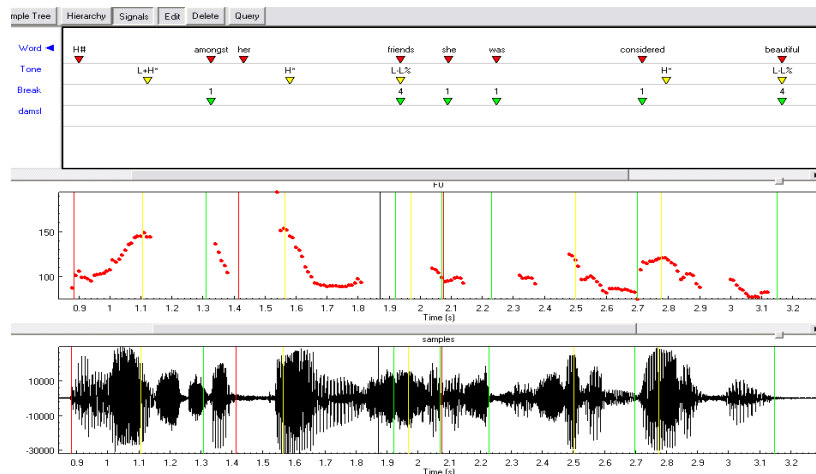 mple Tree Hierarchy Signals Edit Delete Query
Word H# amongst her friends she was considered beautiful
Tone L+H* H* L-L% H* L-L%
Break 1 4 1 1 1 4
damsl
F0
150
100
0.9 1 1.1 1.2 1.3 1.4 1.5 1.6 1.7 1.8 1.9 2 2.1 2.2 2.3 2.4 2.5 2.6 2.7 2.8 2.9 3 3.1 3.2
Time (s)
samples
10000
0
-10000
-30000
0.9 1 1.1 1.2 1.3 1.4 1.5 1.6 1.7 1.8 1.9 2 2.1 2.2 2.3 2.4 2.5 2.6 2.7 2.8 2.9 3 3.1 3.2
Time (s)